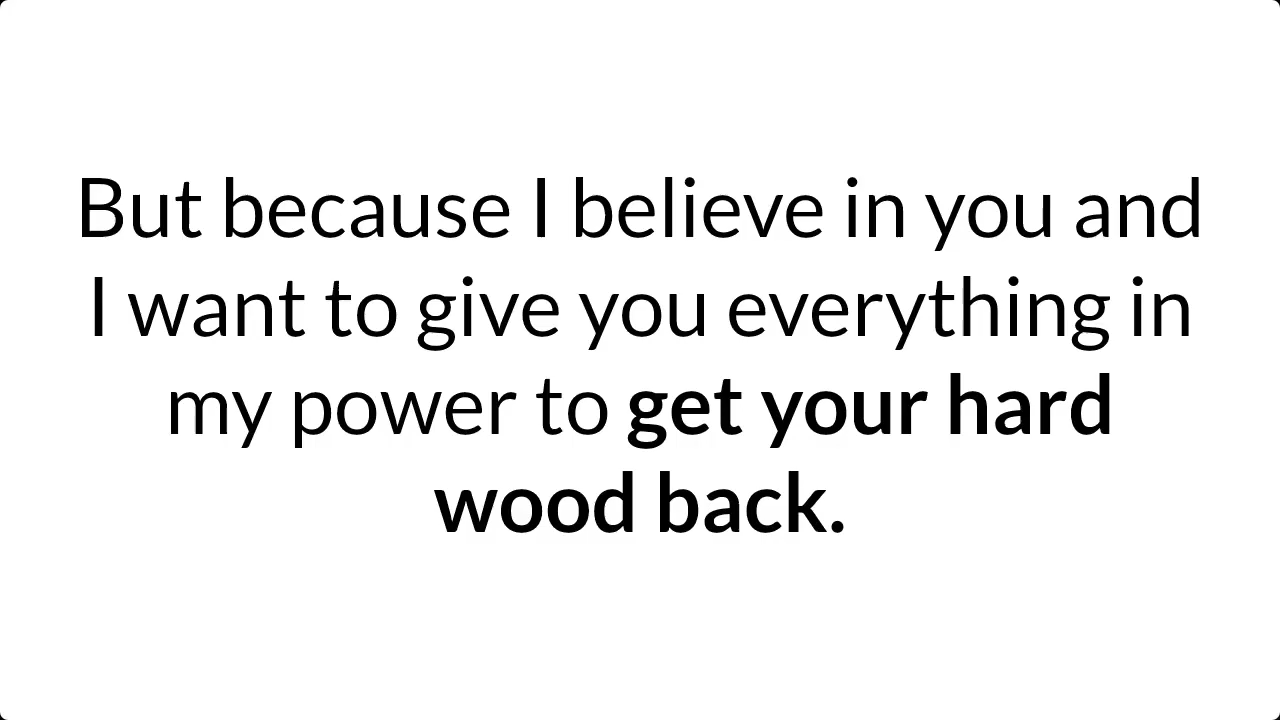 But because I believe in you and
I want to give you everything in
my power to get your hard
wood back.